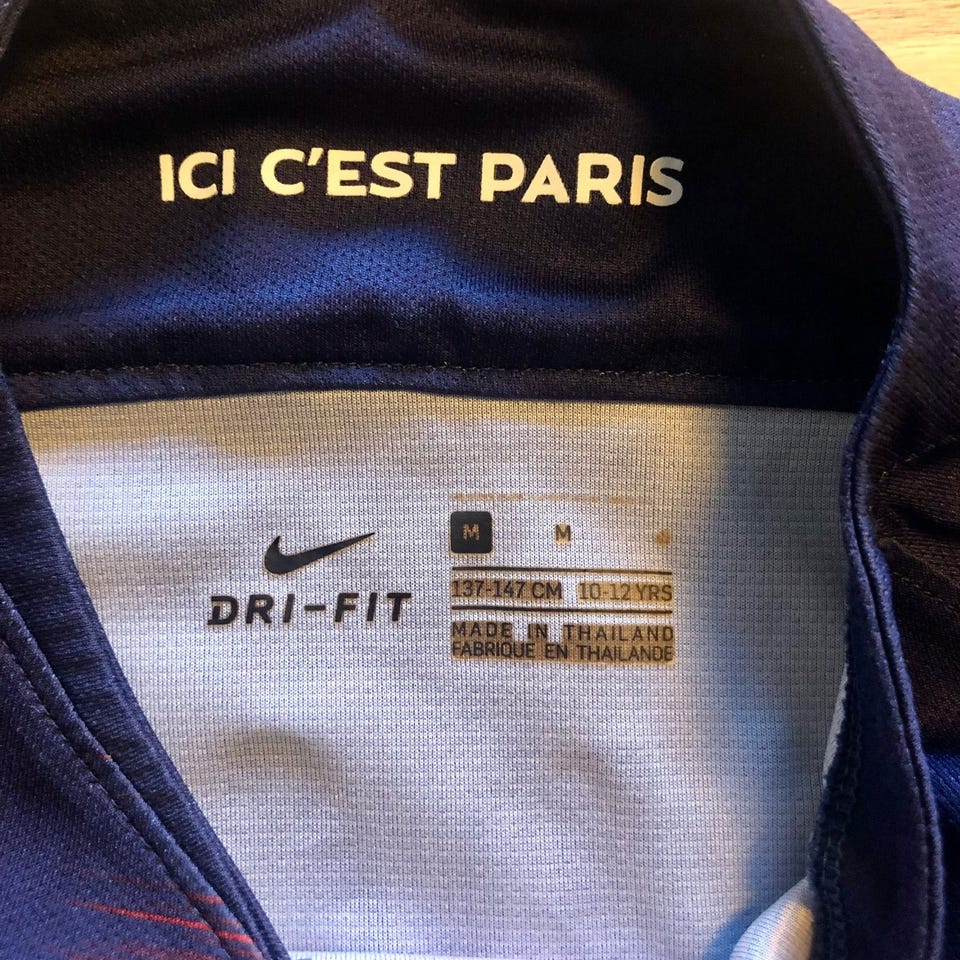 ICI C'EST PARIS
DRI-FIT
M M
137-147 CM 10-12 YRS
MADE IN THAILAND
FABRIQUE EN THAILANDE